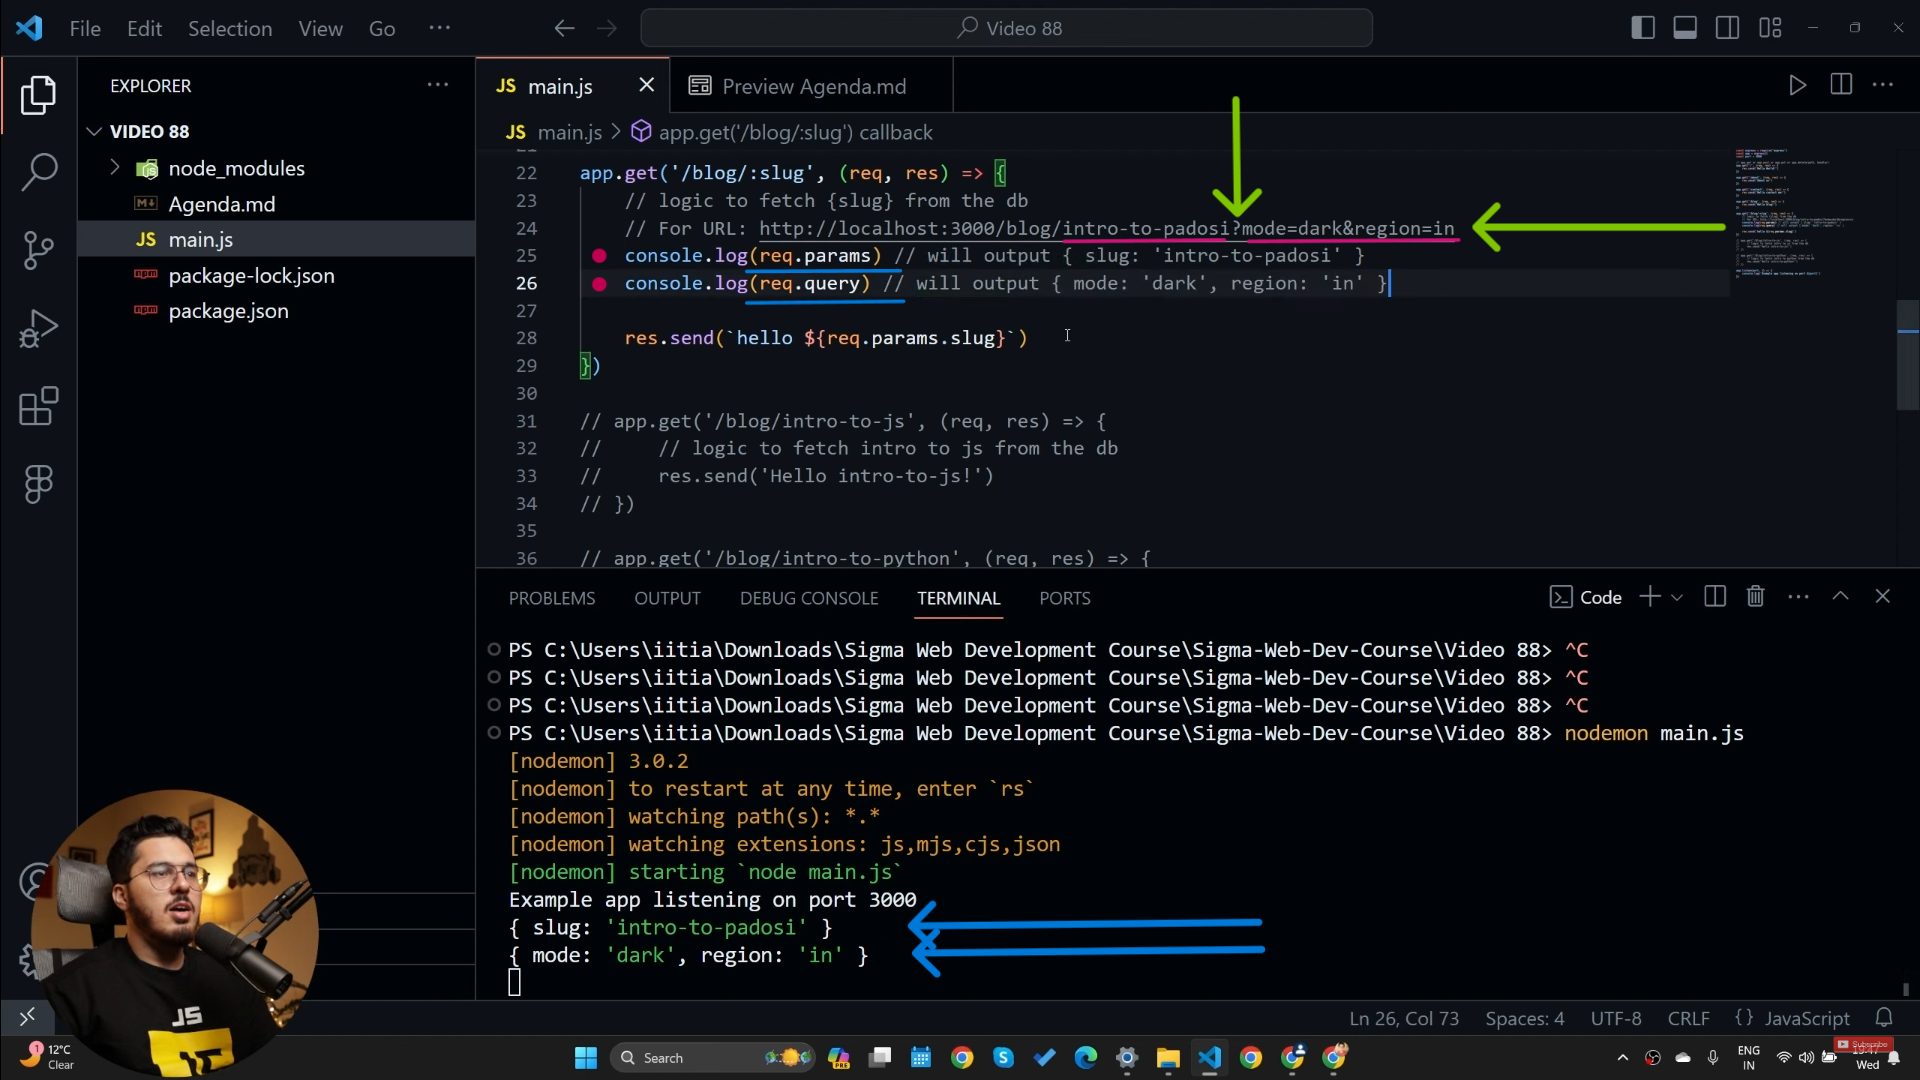 File Edit Selection View Go ··· Video 88
EXPLORER ···
VIDEO 88
node_modules
Agenda.md
JS main.js
package-lock.json
package.json
JS main.js
Preview Agenda.md
JS main.js > app.get('/blog/:slug') callback
22 app.get('/blog/:slug', (req, res) => {
23 // logic to fetch {slug} from the db
24 // For URL: http://localhost:3000/blog/intro-to-padosi?mode=dark&region=in
25 console.log(req.params) // will output { slug: 'intro-to-padosi' }
26 console.log(req.query) // will output { mode: 'dark', region: 'in' }
27
28 res.send(`hello ${req.params.slug}`)
29 })
30
31 // app.get('/blog/intro-to-js', (req, res) => {
32 // // logic to fetch intro to js from the db
33 // res.send('Hello intro-to-js!')
34 // })
35
36 // app.get('/blog/intro-to-python', (req, res) => {
PROBLEMS OUTPUT DEBUG CONSOLE TERMINAL PORTS Code
PS C:\Users\iitia\Downloads\Sigma Web Development Course\Sigma-Web-Dev-Course\Video 88> ^C
PS C:\Users\iitia\Downloads\Sigma Web Development Course\Sigma-Web-Dev-Course\Video 88> ^C
PS C:\Users\iitia\Downloads\Sigma Web Development Course\Sigma-Web-Dev-Course\Video 88> ^C
PS C:\Users\iitia\Downloads\Sigma Web Development Course\Sigma-Web-Dev-Course\Video 88> nodemon main.js
[nodemon] 3.0.2
[nodemon] to restart at any time, enter `rs`
[nodemon] watching path(s): *.*
[nodemon] watching extensions: js,mjs,cjs,json
[nodemon] starting `node main.js`
Example app listening on port 3000
{ slug: 'intro-to-padosi' }
{ mode: 'dark', region: 'in' }
JS
Ln 26, Col 73 Spaces: 4 UTF-8 CRLF {} JavaScript
1 12°C
Clear
Search
PRE
ENG
IN
Subscribe
Wed